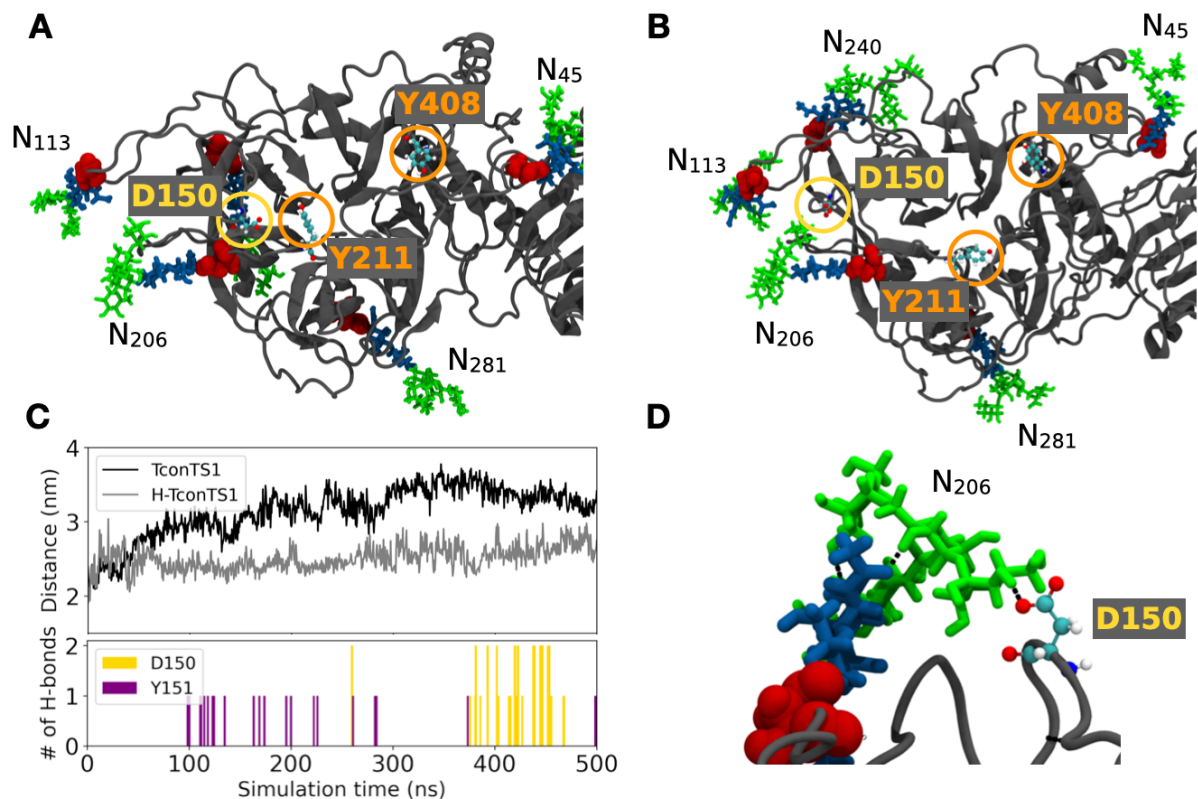 A
N45
Y408
N113
D150
Y211
N206
N281
B
N240
N45
Y408
N113
D150
Y211
N206
N281
C
Distance (nm)
4
3
2
TconTS1
H-TconTS1
# of H-bonds
2
1
0
D150
Y151
0 100 200 300 400 500
Simulation time (ns)
D
N206
D150